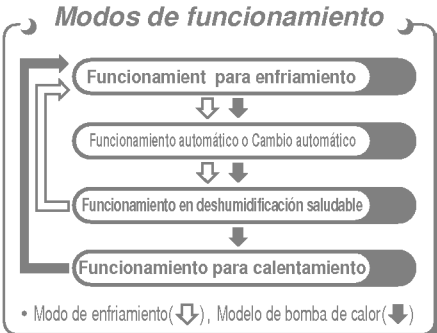 Modos de funcionamiento
Funcionamient para enfriamiento
Funcionamiento automático o Cambio automático
Funcionamiento en deshumidificación saludable
Funcionamiento para calentamiento
• Modo de enfriamiento( ), Modelo de bomba de calor( )